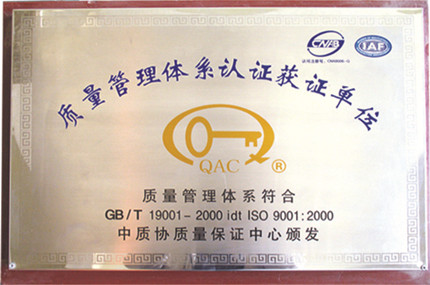 CNAB
IAF
质量管理体系认证获证单位
QAC ®
质量管理体系符合
GB/T 19001-2000 idt ISO 9001:2000
中质协质量保证中心颁发